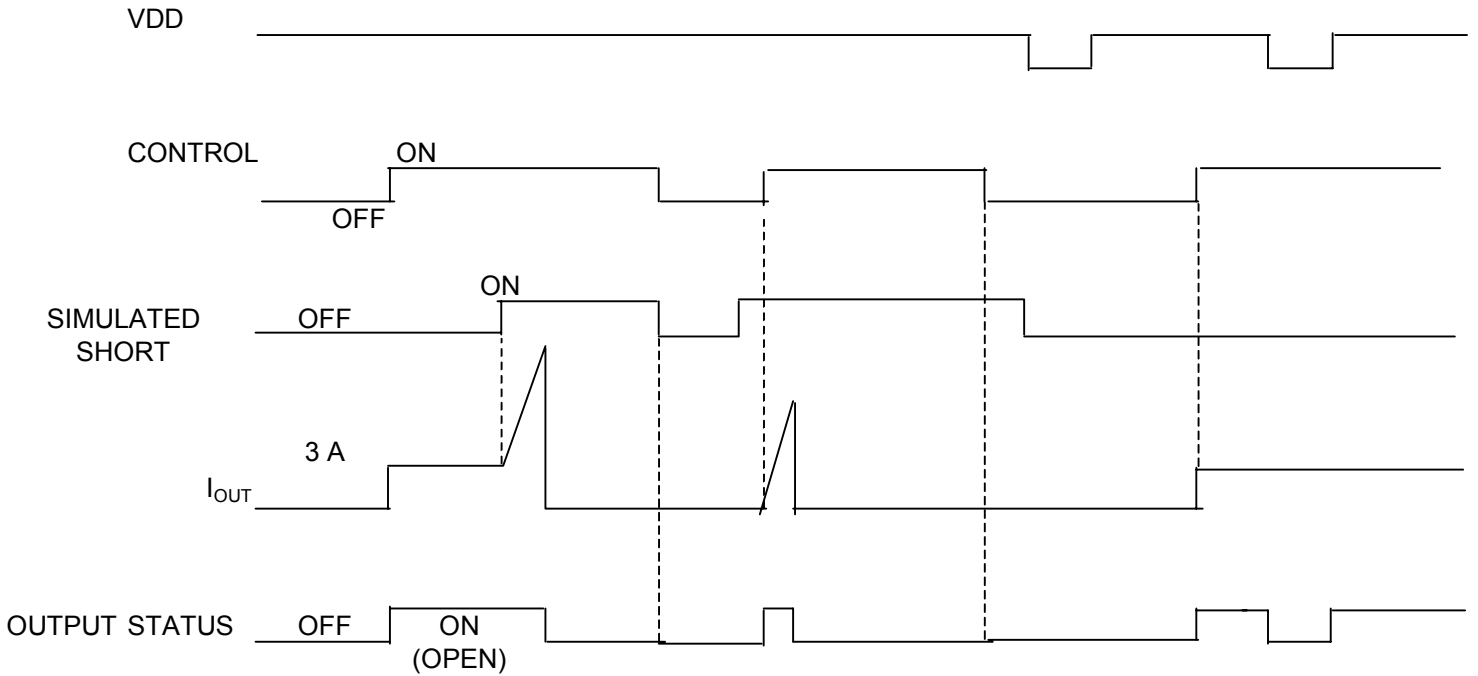 VDD
CONTROL ON
OFF
ON
SIMULATED SHORT OFF
3 A
IOUT
OUTPUT STATUS OFF ON
(OPEN)